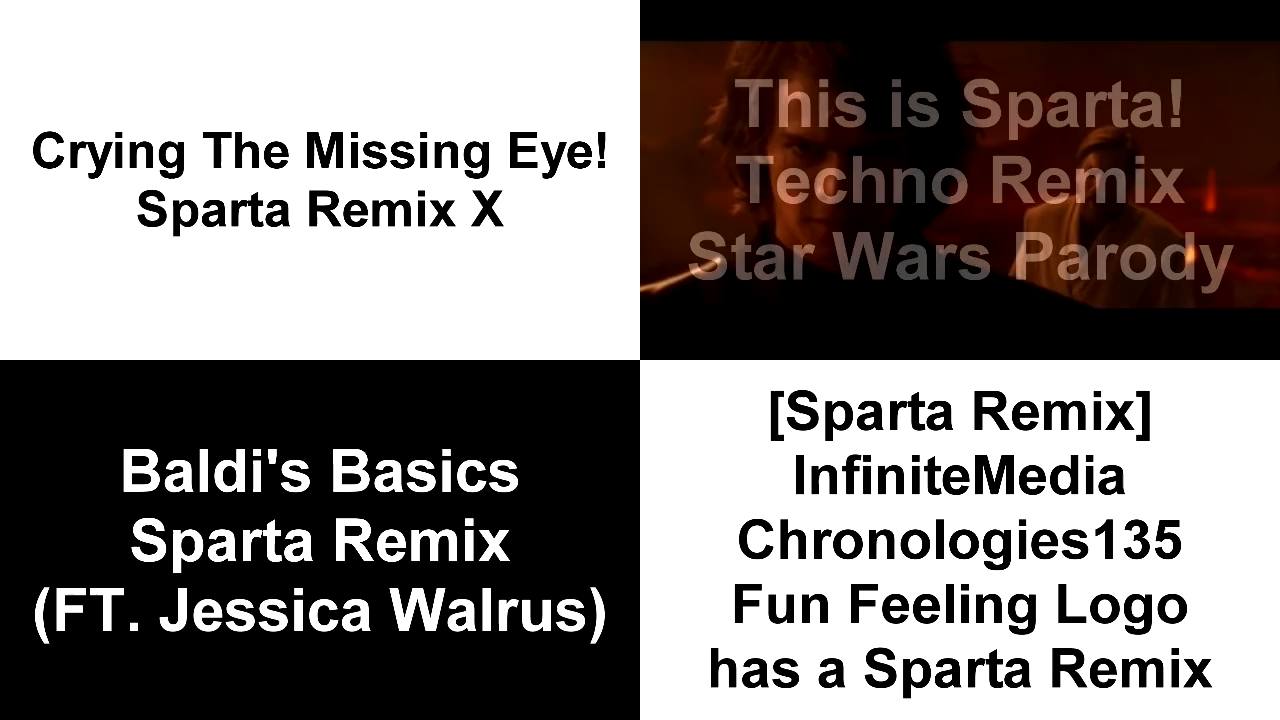 Crying The Missing Eye!
Sparta Remix X
This is Sparta!
Techno Remix
Star Wars Parody
Baldi's Basics
Sparta Remix
(FT. Jessica Walrus)
[Sparta Remix]
InfiniteMedia
Chronologies135
Fun Feeling Logo
has a Sparta Remix